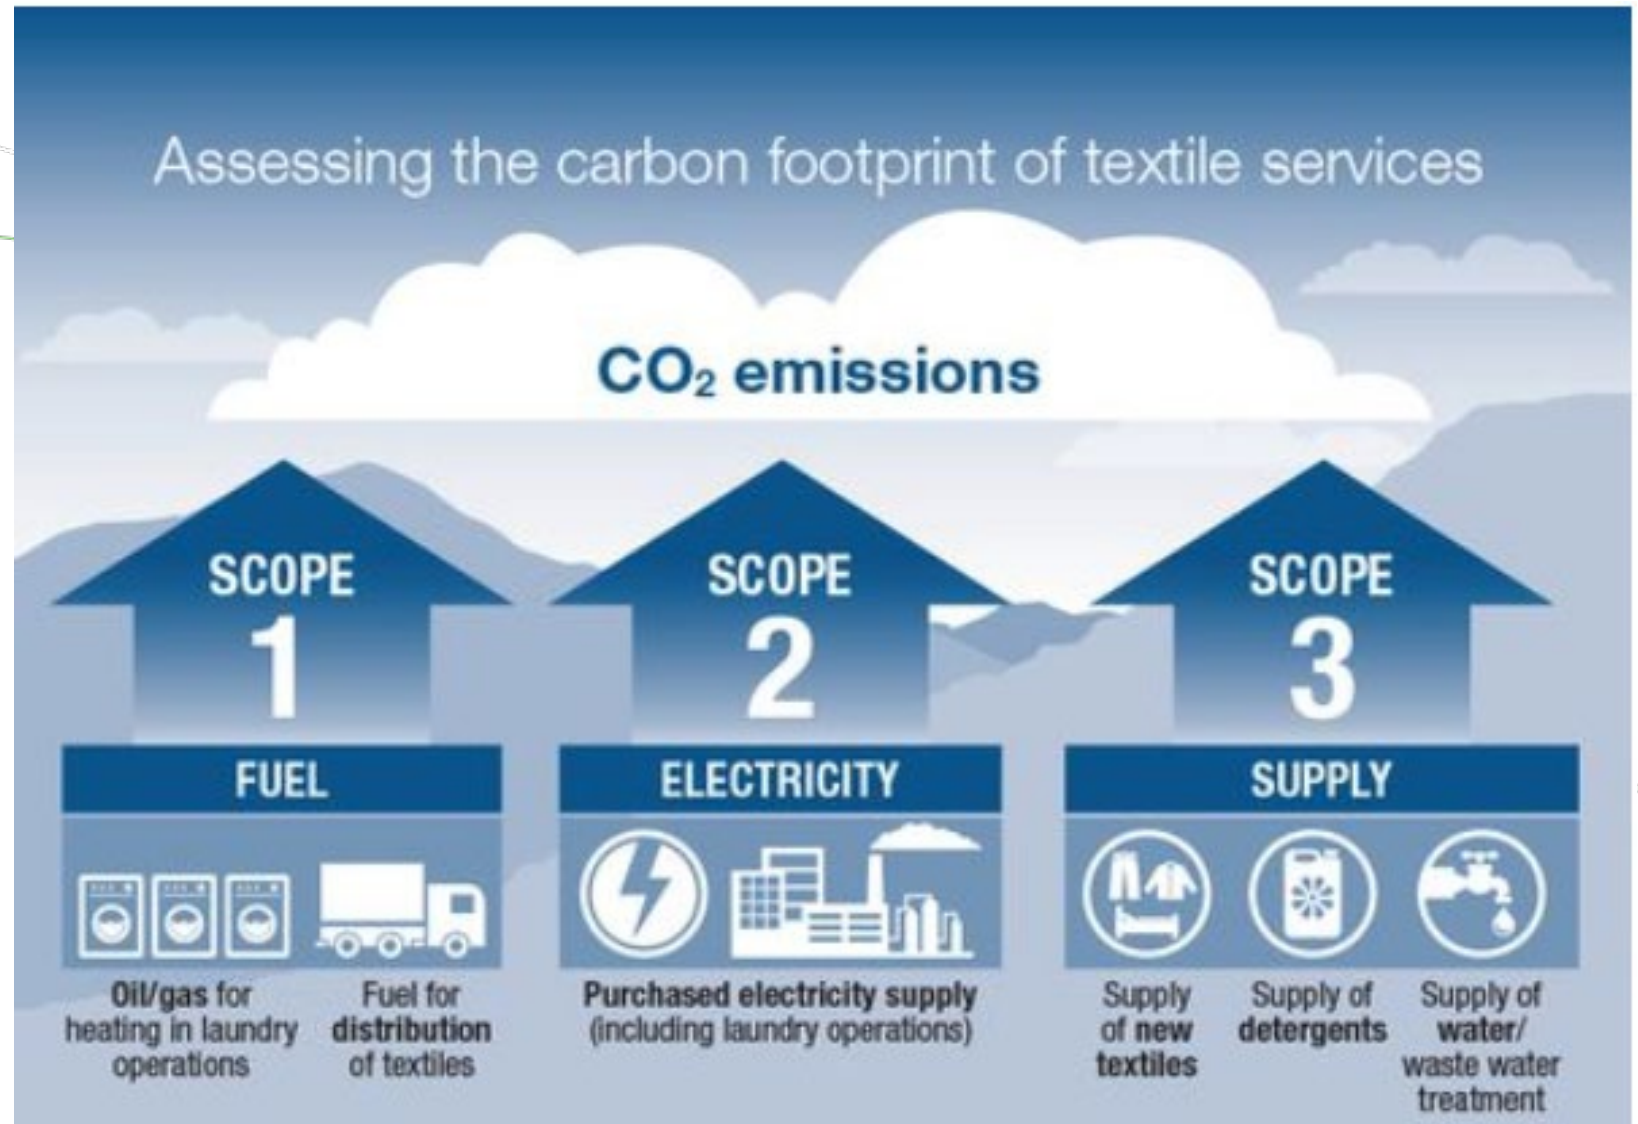 Assessing the carbon footprint of textile services
CO₂ emissions
SCOPE
1
SCOPE
2
SCOPE
3
FUEL
ELECTRICITY
SUPPLY
Oil/gas for
heating in laundry
operations
Fuel for
distribution
of textiles
Purchased electricity supply
(including laundry operations)
Supply
of new
textiles
Supply of
detergents
Supply of
water/
waste water
treatment